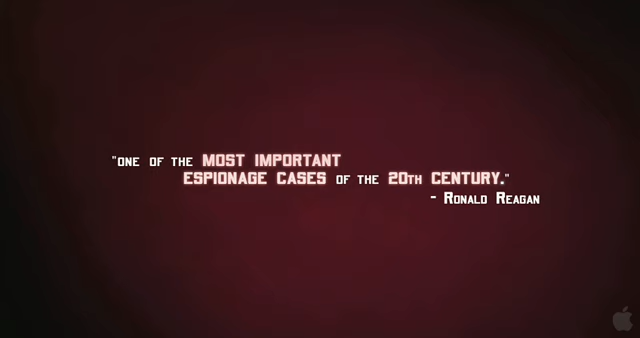 "ONE OF THE MOST IMPORTANT
ESPIONAGE CASES OF THE 20TH CENTURY."
- RONALD REAGAN